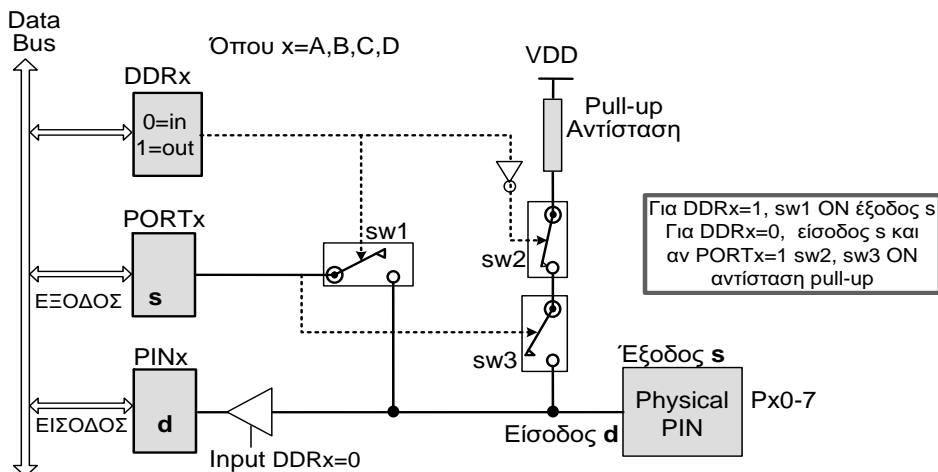 Data
Bus
Όπου x=A,B,C,D
DDRx
0=in
1=out
VDD
Pull-up
Αντίσταση
PORTx
s
ΕΞΟΔΟΣ
sw1
sw2
sw3
Για DDRx=1, sw1 ON έξοδος s
Για DDRx=0, είσοδος s και
αν PORTx=1 sw2, sw3 ON
αντίσταση pull-up
PINx
d
ΕΙΣΟΔΟΣ
Input DDRx=0
Έξοδος s
Είσοδος d
Physical
PIN
Px0-7